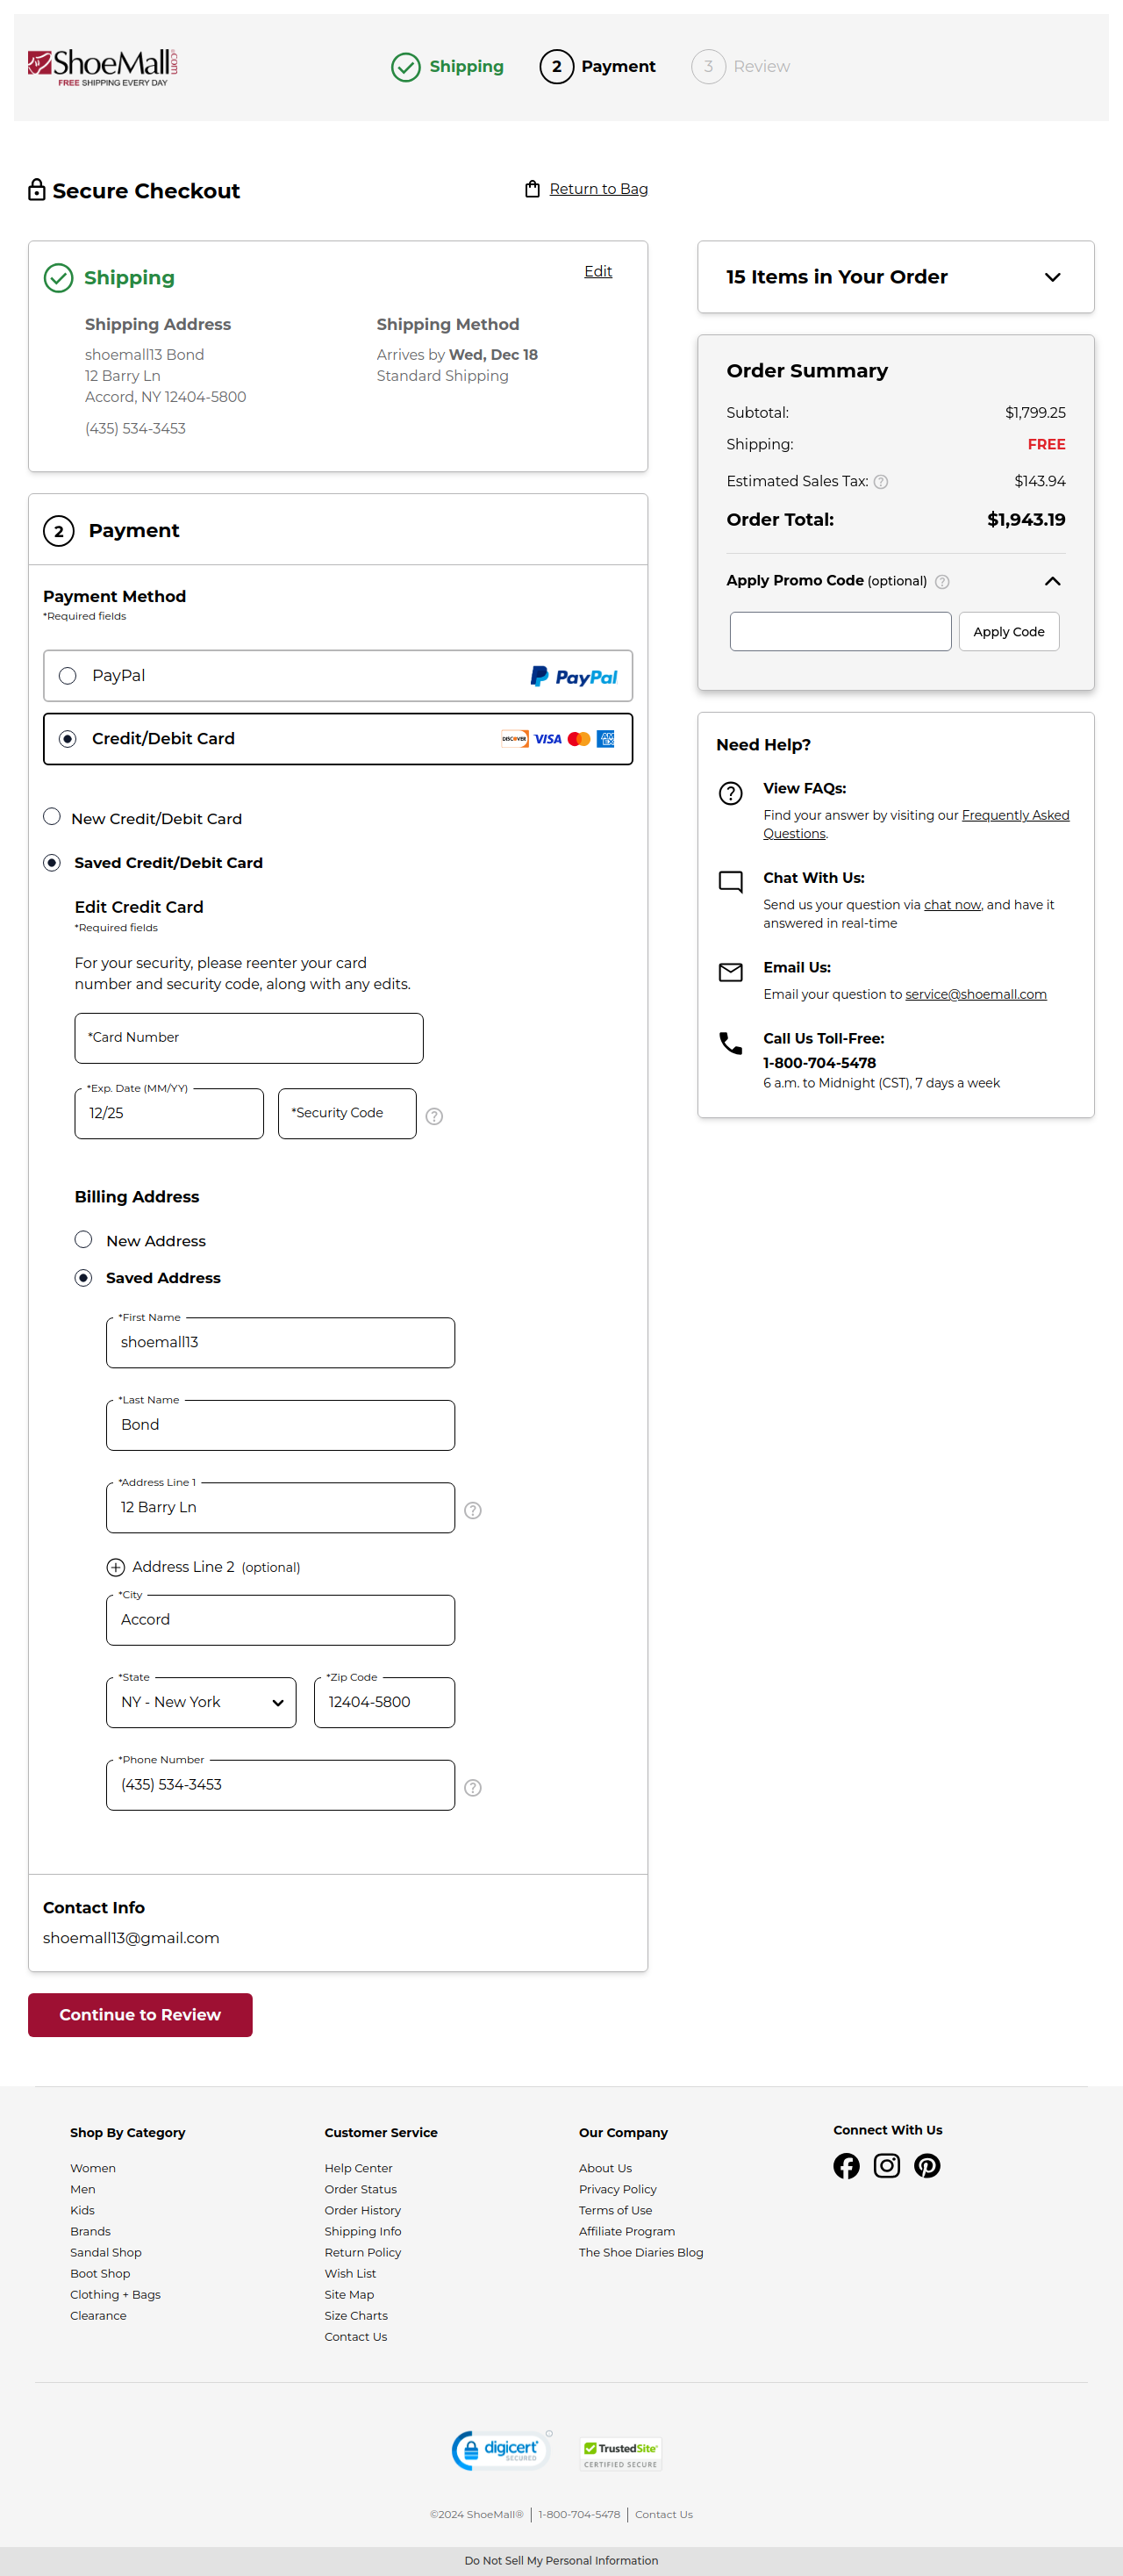 ShoeMall.com
FREE SHIPPING EVERY DAY
Shipping
2
Payment
3
Review
Secure Checkout
Return to Bag
Shipping
Edit
Shipping Address
shoemall13 Bond
12 Barry Ln
Accord, NY 12404-5800
(435) 534-3453
Shipping Method
Arrives by Wed, Dec 18
Standard Shipping
2
Payment
Payment Method
*Required fields
PayPal
PayPal
Credit/Debit Card
DISCOVER
VISA
AM
EX
New Credit/Debit Card
Saved Credit/Debit Card
Edit Credit Card
*Required fields
For your security, please reenter your card
number and security code, along with any edits.
*Card Number
*Exp. Date (MM/YY)
12/25
*Security Code
?
Billing Address
New Address
Saved Address
*First Name
shoemall13
*Last Name
Bond
*Address Line 1
12 Barry Ln
?
Address Line 2 (optional)
*City
Accord
*State
NY - New York
*Zip Code
12404-5800
*Phone Number
(435) 534-3453
?
Contact Info
shoemall13@gmail.com
Continue to Review
15 Items in Your Order
Order Summary
Subtotal: $1,799.25
Shipping: FREE
Estimated Sales Tax: ? $143.94
Order Total: $1,943.19
Apply Promo Code (optional) ?
Apply Code
Need Help?
?
View FAQs:
Find your answer by visiting our Frequently Asked
Questions.
Chat With Us:
Send us your question via chat now, and have it
answered in real-time
Email Us:
Email your question to service@shoemall.com
Call Us Toll-Free:
1-800-704-5478
6 a.m. to Midnight (CST), 7 days a week
Shop By Category
Women
Men
Kids
Brands
Sandal Shop
Boot Shop
Clothing + Bags
Clearance
Customer Service
Help Center
Order Status
Order History
Shipping Info
Return Policy
Wish List
Site Map
Size Charts
Contact Us
Our Company
About Us
Privacy Policy
Terms of Use
Affiliate Program
The Shoe Diaries Blog
Connect With Us
digicert
SECURED
TrustedSite
CERTIFIED SECURE
©2024 ShoeMall® | 1-800-704-5478 | Contact Us
Do Not Sell My Personal Information